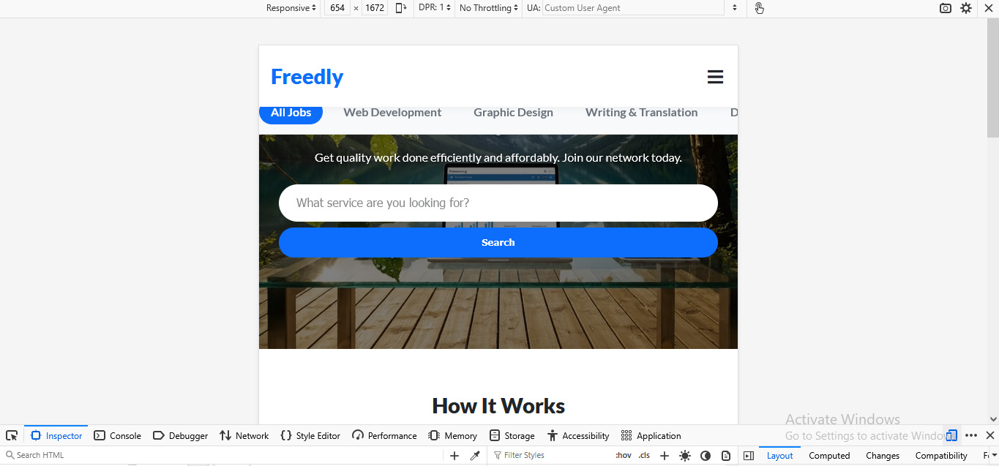 Responsive 654 × 1672 DPR: 1 No Throttling UA: Custom User Agent
Freedly
All Jobs Web Development Graphic Design Writing & Translation D
Get quality work done efficiently and affordably. Join our network today.
What service are you looking for?
Search
How It Works
Activate Windows
Go to Settings to activate Windows.
Inspector Console Debugger Network Style Editor Performance Memory Storage Accessibility Application
Search HTML Filter Styles :hov .cls Layout Computed Changes Compatibility